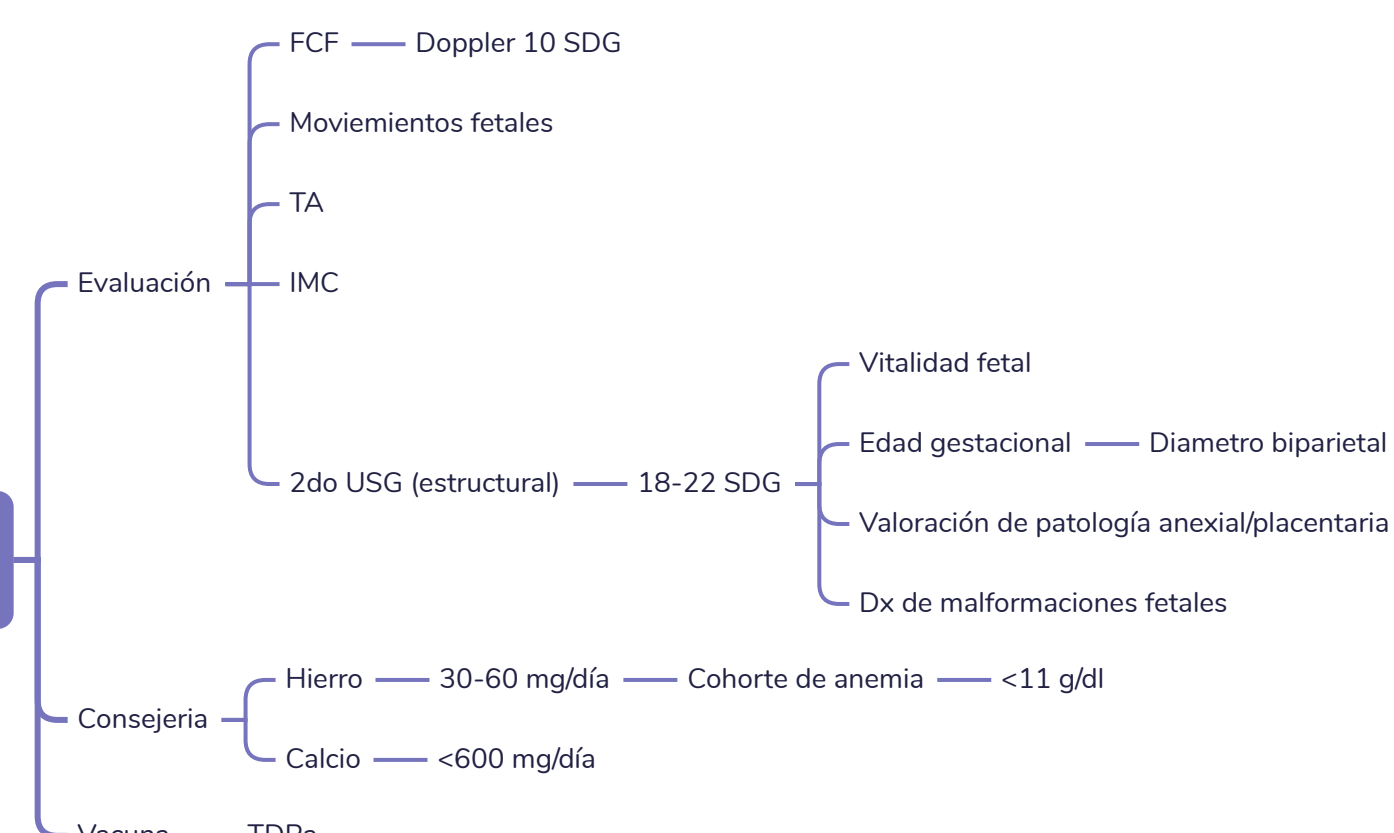 FCF
Doppler 10 SDG
Moviemientos fetales
TA
Evaluación
IMC
Vitalidad fetal
Edad gestacional
Diametro biparietal
2do USG (estructural)
18-22 SDG
Valoración de patología anexial/placentaria
Dx de malformaciones fetales
Hierro
30-60 mg/día
Cohorte de anemia
<11 g/dl
Consejeria
Calcio
<600 mg/día
Vacuna
TDPa